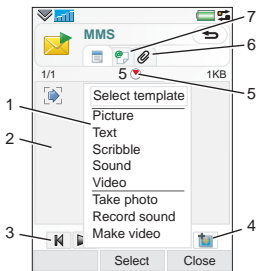 7
MMS
6
1/1
5
1KB
5
Select template
1
Picture
Text
2
Scribble
Sound
Video
Take photo
3
Record sound
4
Make video
Select
Close